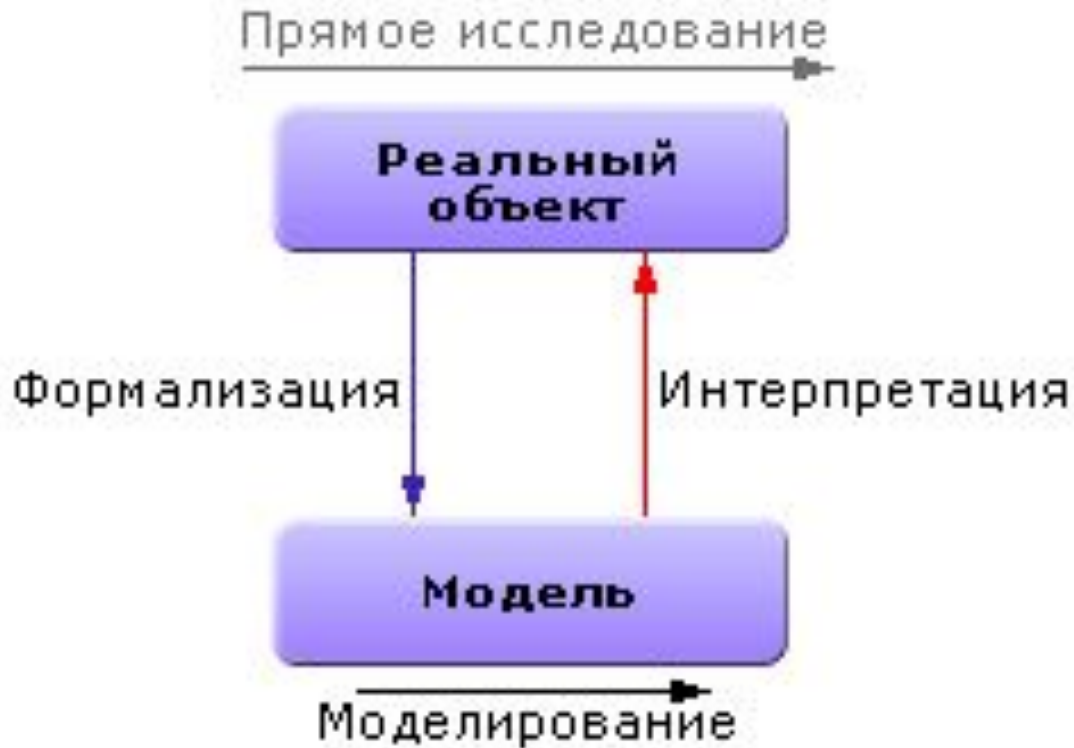 Прямое исследование
Реальный
объект
Формализация
Интерпретация
Модель
Моделирование